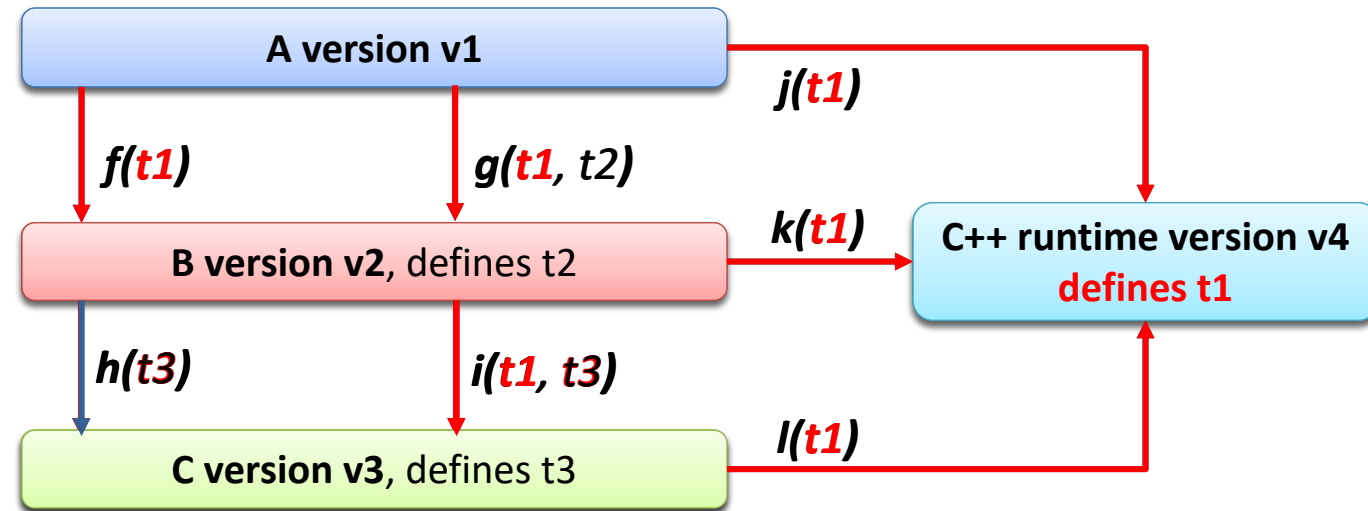 A version v1
j(t1)
f(t1)
g(t1, t2)
k(t1)
C++ runtime version v4
defines t1
B version v2, defines t2
h(t3)
i(t1, t3)
l(t1)
C version v3, defines t3